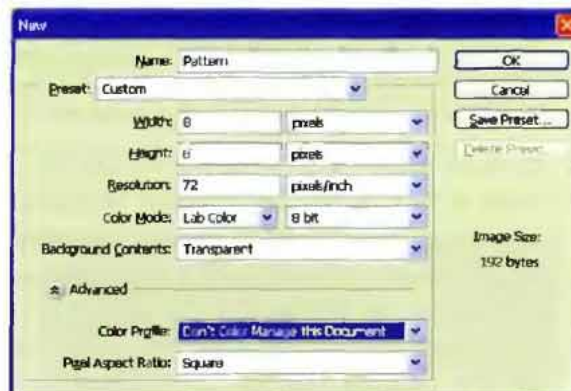 New
Name: Pattern
OK
Preset: Custom
Cancel
Width: 8 pixels
Save Preset...
Height: 8 pixels
Delete Preset...
Resolution: 72 pixels/inch
Color Mode: Lab Color 8 bit
Image Size:
Background Contents: Transparent
192 bytes
Advanced
Color Profile: Don't Color Manage this Document
Pixel Aspect Ratio: Square